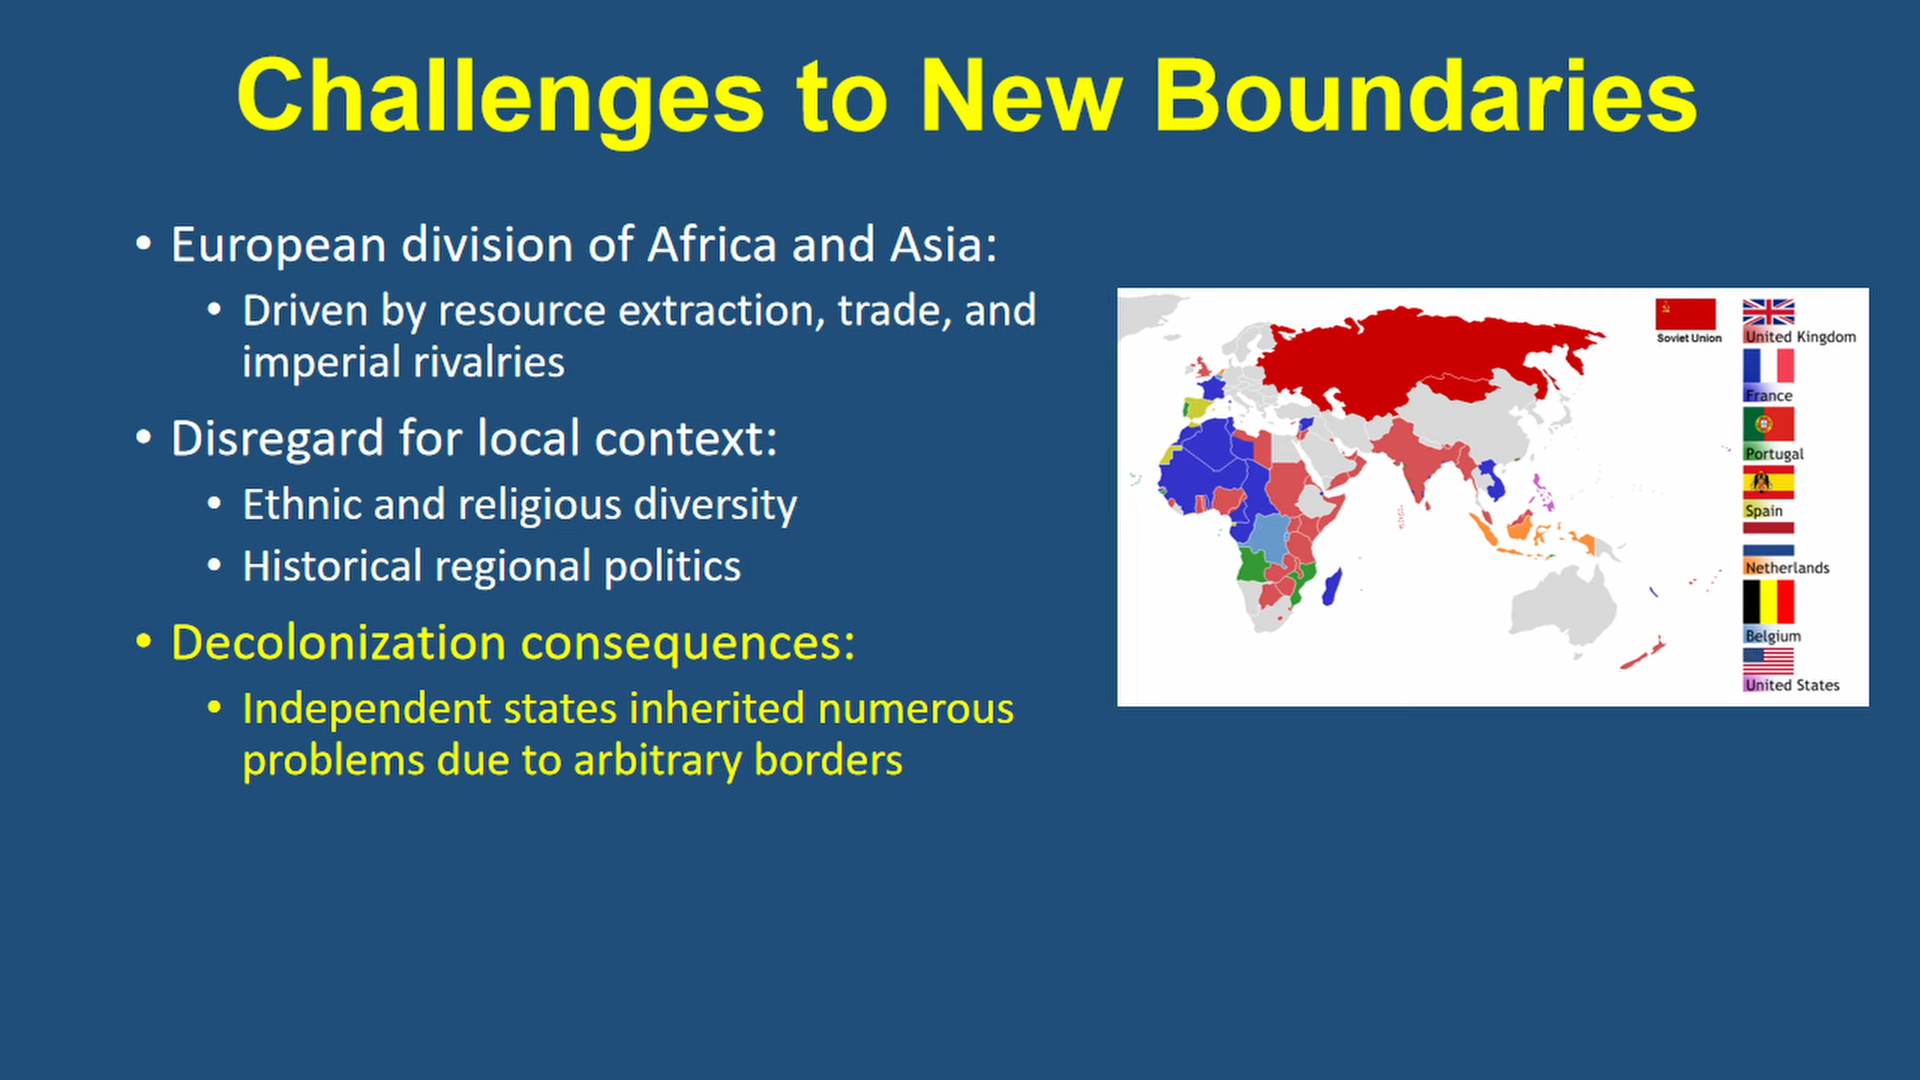 Challenges to New Boundaries
• European division of Africa and Asia:
• Driven by resource extraction, trade, and
imperial rivalries
• Disregard for local context:
• Ethnic and religious diversity
• Historical regional politics
• Decolonization consequences:
• Independent states inherited numerous
problems due to arbitrary borders
Soviet Union
United Kingdom
France
Portugal
Spain
Netherlands
Belgium
United States